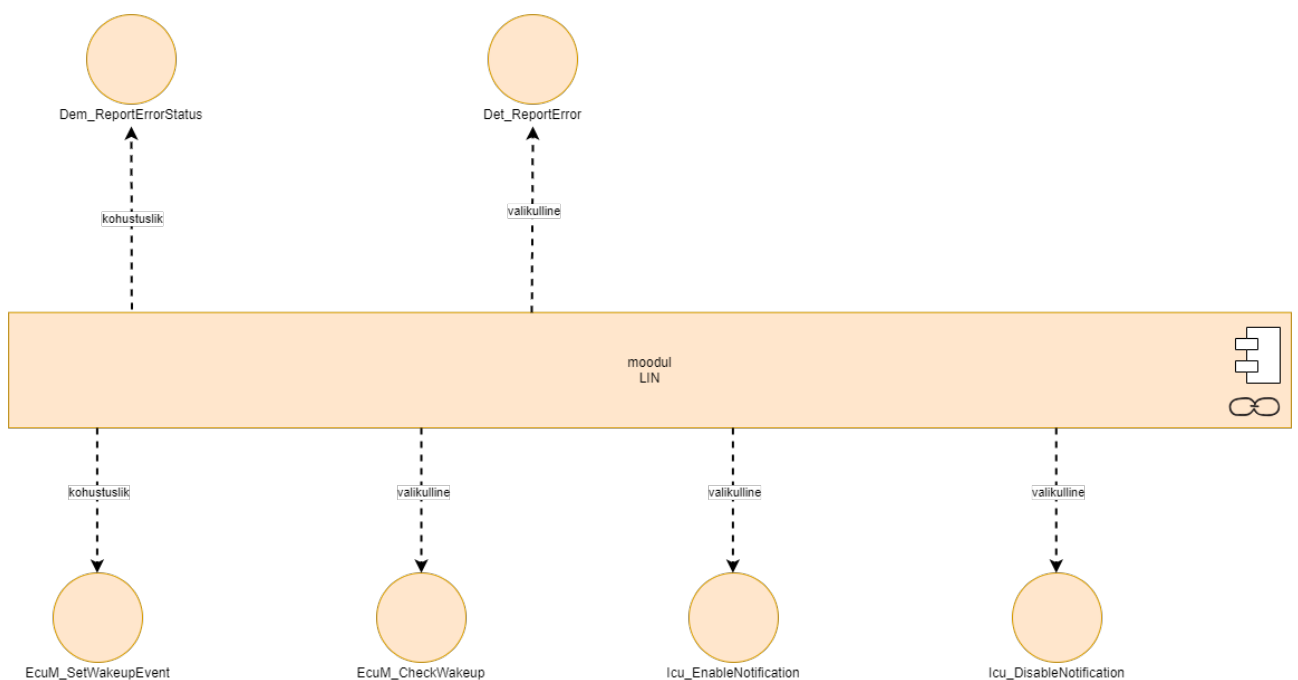 Dem_ReportErrorStatus
Det_ReportError
kohustuslik
valikulline
moodul
LIN
kohustuslik
valikulline
valikulline
valikulline
EcuM_SetWakeupEvent
EcuM_CheckWakeup
Icu_EnableNotification
Icu_DisableNotification